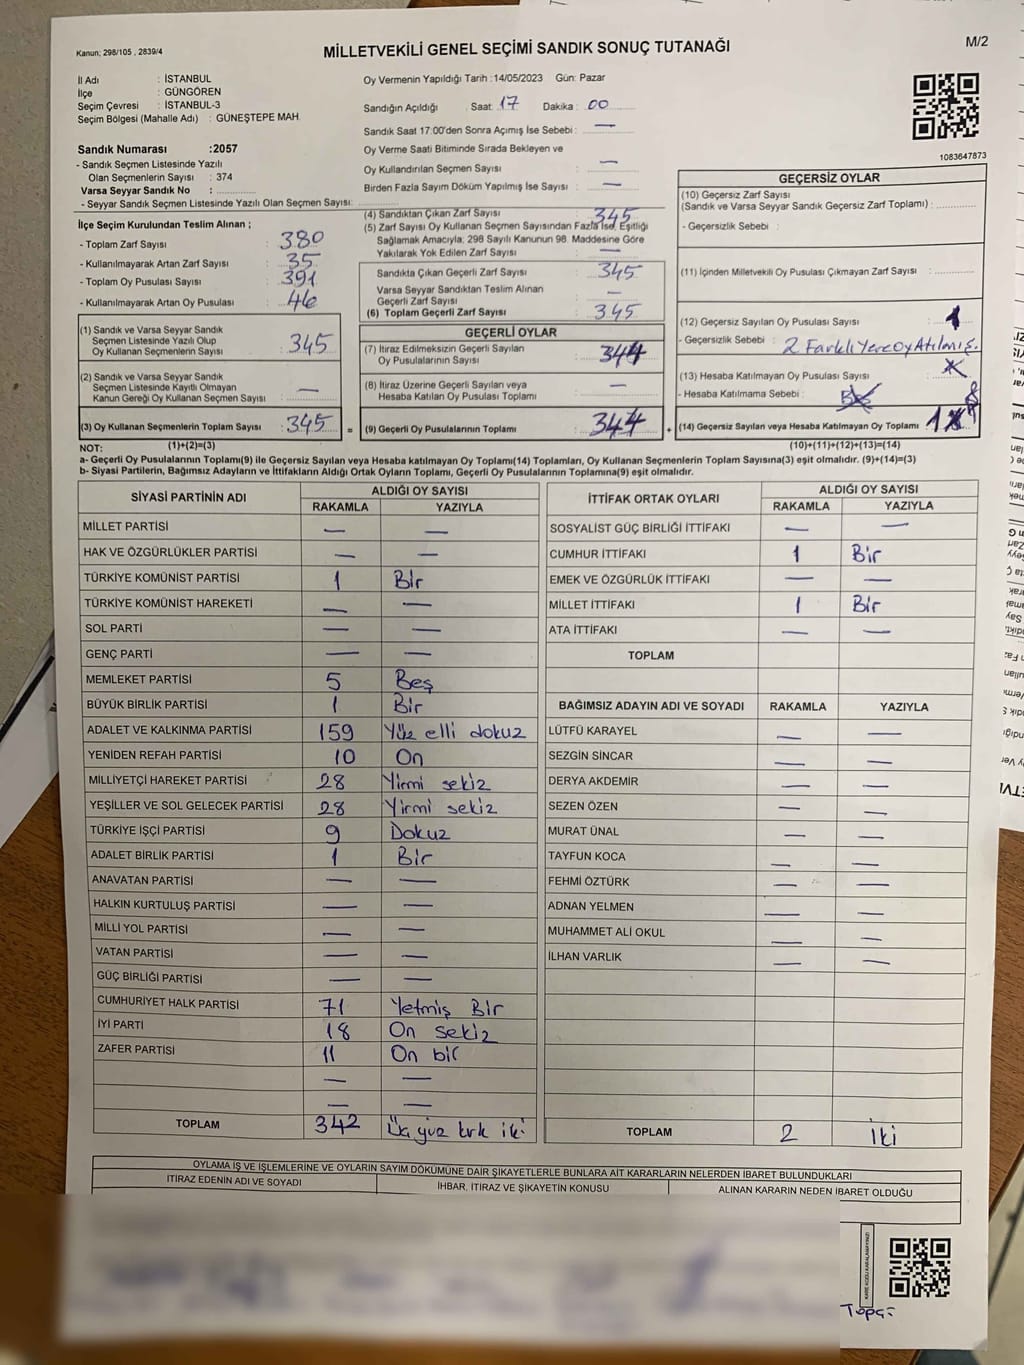 Kanun; 298/105 , 2839/4
MİLLETVEKİLİ GENEL SEÇİMİ SANDIK SONUÇ TUTANAĞI
M/2
İl Adı : İSTANBUL
İlçe : GÜNGÖREN
Seçim Çevresi : İSTANBUL-3
Seçim Bölgesi (Mahalle Adı) : GÜNEŞTEPE MAH.
Oy Vermenin Yapıldığı Tarih :14/05/2023 Gün: Pazar
Sandığın Açıldığı : Saat 17 Dakika : 00
Sandık Saat 17:00'den Sonra Açımış İse Sebebi : —
Oy Verme Saati Bitiminde Sırada Bekleyen ve
Oy Kullandırılan Seçmen Sayısı : —
Birden Fazla Sayım Döküm Yapılmış İse Sayısı : —
1083647873
Sandık Numarası :2057
- Sandık Seçmen Listesinde Yazılı
Olan Seçmenlerin Sayısı : 374
Varsa Seyyar Sandık No :
- Seyyar Sandık Seçmen Listesinde Yazılı Olan Seçmen Sayısı:
İlçe Seçim Kurulundan Teslim Alınan ;
- Toplam Zarf Sayısı : 380
- Kullanılmayarak Artan Zarf Sayısı : 35
- Toplam Oy Pusulası Sayısı : 391
- Kullanılmayarak Artan Oy Pusulası : 46
(4) Sandıktan Çıkan Zarf Sayısı : 345
(5) Zarf Sayısı Oy Kullanan Seçmen Sayısından Fazla İse, Eşitliği
Sağlamak Amacıyla; 298 Sayılı Kanunun 98. Maddesine Göre
Yakılarak Yok Edilen Zarf Sayısı : —
Sandıkta Çıkan Geçerli Zarf Sayısı : 345
Varsa Seyyar Sandıktan Teslim Alınan
Geçerli Zarf Sayısı : —
(6) Toplam Geçerli Zarf Sayısı : 345
GEÇERSİZ OYLAR
(10) Geçersiz Zarf Sayısı
(Sandık ve Varsa Seyyar Sandık Geçersiz Zarf Toplamı) :
- Geçersizlik Sebebi :
(11) İçinden Milletvekili Oy Pusulası Çıkmayan Zarf Sayısı :
(12) Geçersiz Sayılan Oy Pusulası Sayısı : 1
- Geçersizlik Sebebi : 2 Farklı Yere Oy Atılmış.
(13) Hesaba Katılmayan Oy Pusulası Sayısı :
- Hesaba Katılmama Sebebi :
(14) Geçersiz Sayılan veya Hesaba Katılmayan Oy Toplamı : 1
(10)+(11)+(12)+(13)=(14)
(1) Sandık ve Varsa Seyyar Sandık
Seçmen Listesinde Yazılı Olup
Oy Kullanan Seçmenlerin Sayısı : 345
(2) Sandık ve Varsa Seyyar Sandık
Seçmen Listesinde Kayıtlı Olmayan
Kanun Gereği Oy Kullanan Seçmen Sayısı : —
(3) Oy Kullanan Seçmenlerin Toplam Sayısı : 345 =
(1)+(2)=(3)
GEÇERLİ OYLAR
(7) İtiraz Edilmeksizin Geçerli Sayılan
Oy Pusulalarının Sayısı : 344
(8) İtiraz Üzerine Geçerli Sayılan veya
Hesaba Katılan Oy Pusulası Toplamı : —
(9) Geçerli Oy Pusulalarının Toplamı : 344 +
NOT:
a- Geçerli Oy Pusulalarının Toplamı(9) ile Geçersiz Sayılan veya Hesaba katılmayan Oy Toplamı(14) Toplamları, Oy Kullanan Seçmenlerin Toplam Sayısına(3) eşit olmalıdır. (9)+(14)=(3)
b- Siyasi Partilerin, Bağımsız Adayların ve İttifakların Aldığı Ortak Oyların Toplamı, Geçerli Oy Pusulalarının Toplamına(9) eşit olmalıdır.
SİYASİ PARTİNİN ADI ALDIĞI OY SAYISI
RAKAMLA YAZIYLA
MİLLET PARTİSİ — —
HAK VE ÖZGÜRLÜKLER PARTİSİ — —
TÜRKİYE KOMÜNİST PARTİSİ 1 Bir
TÜRKİYE KOMÜNİST HAREKETİ — —
SOL PARTİ — —
GENÇ PARTİ — —
MEMLEKET PARTİSİ 5 Beş
BÜYÜK BİRLİK PARTİSİ 1 Bir
ADALET VE KALKINMA PARTİSİ 159 Yüz elli dokuz
YENİDEN REFAH PARTİSİ 10 On
MİLLİYETÇİ HAREKET PARTİSİ 28 Yirmi sekiz
YEŞİLLER VE SOL GELECEK PARTİSİ 28 Yirmi sekiz
TÜRKİYE İŞÇİ PARTİSİ 9 Dokuz
ADALET BİRLİK PARTİSİ 1 Bir
ANAVATAN PARTİSİ — —
HALKIN KURTULUŞ PARTİSİ — —
MİLLİ YOL PARTİSİ — —
VATAN PARTİSİ — —
GÜÇ BİRLİĞİ PARTİSİ — —
CUMHURİYET HALK PARTİSİ 71 Yetmiş Bir
İYİ PARTİ 18 On sekiz
ZAFER PARTİSİ 11 On bir
— —
— —
TOPLAM 342 Üç yüz kırk iki
İTTİFAK ORTAK OYLARI ALDIĞI OY SAYISI
RAKAMLA YAZIYLA
SOSYALİST GÜÇ BİRLİĞİ İTTİFAKI — —
CUMHUR İTTİFAKI 1 Bir
EMEK VE ÖZGÜRLÜK İTTİFAKI — —
MİLLET İTTİFAKI 1 Bir
ATA İTTİFAKI — —
TOPLAM
BAĞIMSIZ ADAYIN ADI VE SOYADI RAKAMLA YAZIYLA
LÜTFÜ KARAYEL — —
SEZGİN SİNCAR — —
DERYA AKDEMİR — —
SEZEN ÖZEN — —
MURAT ÜNAL — —
TAYFUN KOCA — —
FEHMİ ÖZTÜRK — —
ADNAN YELMEN — —
MUHAMMET ALİ OKUL — —
İLHAN VARLIK — —
TOPLAM 2 İki
OYLAMA İŞ VE İŞLEMLERİNE VE OYLARIN SAYIM DÖKÜMÜNE DAİR ŞİKAYETLERLE BUNLARA AİT KARARLARIN NELERDEN İBARET BULUNDUKLARI
İTİRAZ EDENİN ADI VE SOYADI İHBAR, İTİRAZ VE ŞİKAYETİN KONUSU ALINAN KARARIN NEDEN İBARET OLDUĞU
KARE KODU KARALAMAYINIZ!